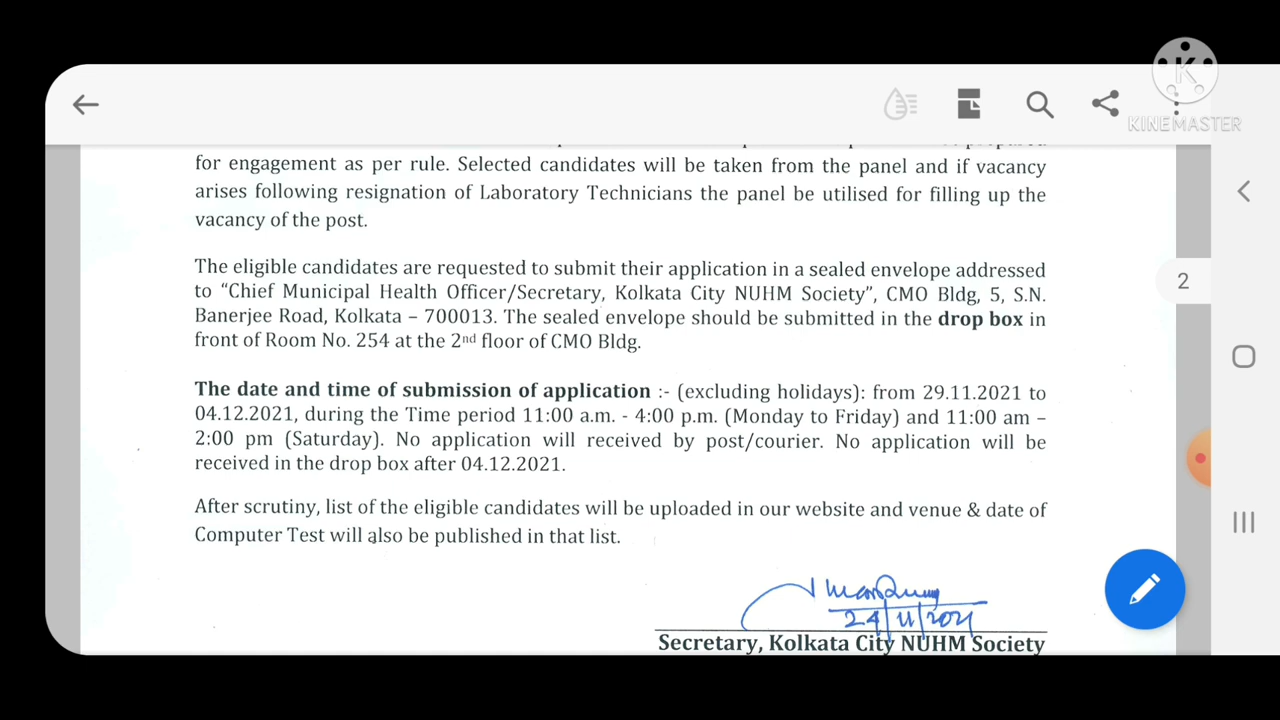 KINEMASTER
for engagement as per rule. Selected candidates will be taken from the panel and if vacancy
arises following resignation of Laboratory Technicians the panel be utilised for filling up the
vacancy of the post.
The eligible candidates are requested to submit their application in a sealed envelope addressed
to “Chief Municipal Health Officer/Secretary, Kolkata City NUHM Society”, CMO Bldg, 5, S.N.
Banerjee Road, Kolkata – 700013. The sealed envelope should be submitted in the drop box in
front of Room No. 254 at the 2nd floor of CMO Bldg.
2
The date and time of submission of application :- (excluding holidays): from 29.11.2021 to
04.12.2021, during the Time period 11:00 a.m. - 4:00 p.m. (Monday to Friday) and 11:00 am –
2:00 pm (Saturday). No application will received by post/courier. No application will be
received in the drop box after 04.12.2021.
After scrutiny, list of the eligible candidates will be uploaded in our website and venue & date of
Computer Test will also be published in that list.
24/11/2021
Secretary, Kolkata City NUHM Society